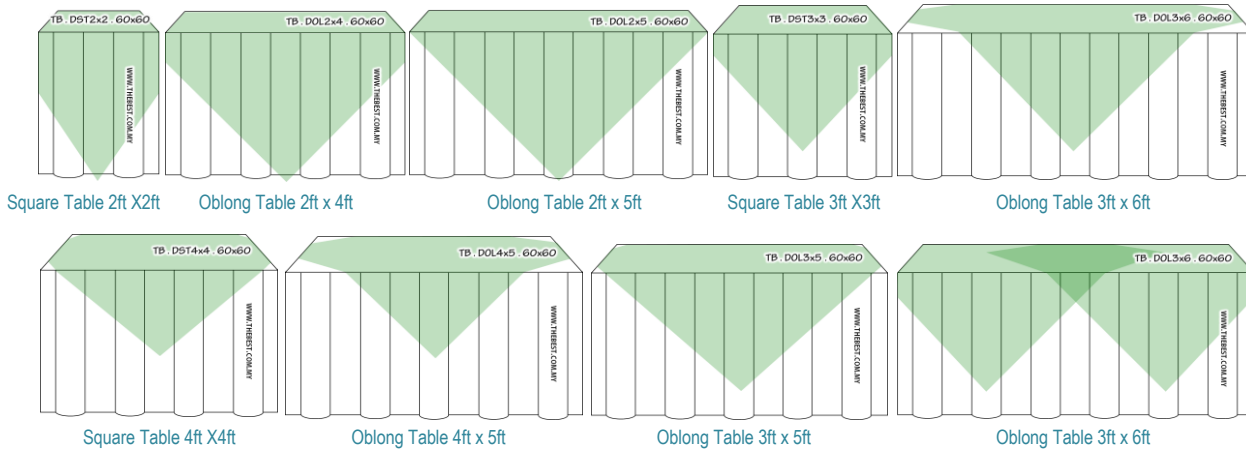 TB . DST2x2 . 60x60
TB . DOL2x4 . 60x60
TB . DOL2x5 . 60x60
TB . DST3x3 . 60x60
TB . DOL3x6 . 60x60
WWW.THEBEST.COM.MY
WWW.THEBEST.COM.MY
WWW.THEBEST.COM.MY
WWW.THEBEST.COM.MY
WWW.THEBEST.COM.MY
Square Table 2ft X2ft
Oblong Table 2ft x 4ft
Oblong Table 2ft x 5ft
Square Table 3ft X3ft
Oblong Table 3ft x 6ft
TB . DST4x4 . 60x60
TB . DOL4x5 . 60x60
TB . DOL3x5 . 60x60
TB . DOL3x6 . 60x60
WWW.THEBEST.COM.MY
WWW.THEBEST.COM.MY
WWW.THEBEST.COM.MY
WWW.THEBEST.COM.MY
Square Table 4ft X4ft
Oblong Table 4ft x 5ft
Oblong Table 3ft x 5ft
Oblong Table 3ft x 6ft